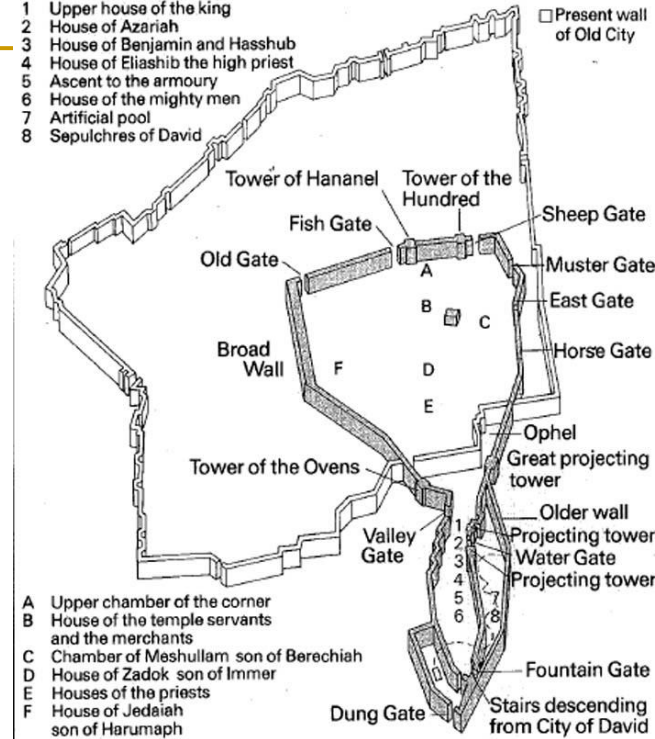 1 Upper house of the king
2 House of Azariah
3 House of Benjamin and Hasshub
4 House of Eliashib the high priest
5 Ascent to the armoury
6 House of the mighty men
7 Artificial pool
8 Sepulchres of David
Present wall
of Old City
Tower of Hananel
Tower of the
Hundred
Fish Gate
Sheep Gate
Old Gate
A
Muster Gate
B
C
East Gate
Broad
Wall
F
D
Horse Gate
E
Ophel
Tower of the Ovens
Great projecting
tower
Older wall
Valley
Gate
1
Projecting tower
2
Water Gate
3
Projecting tower
4
5
7
6
8
A Upper chamber of the corner
B House of the temple servants
and the merchants
C Chamber of Meshullam son of Berechiah
D House of Zadok son of Immer
E Houses of the priests
F House of Jedaiah
son of Harumaph
Fountain Gate
Dung Gate
Stairs descending
from City of David